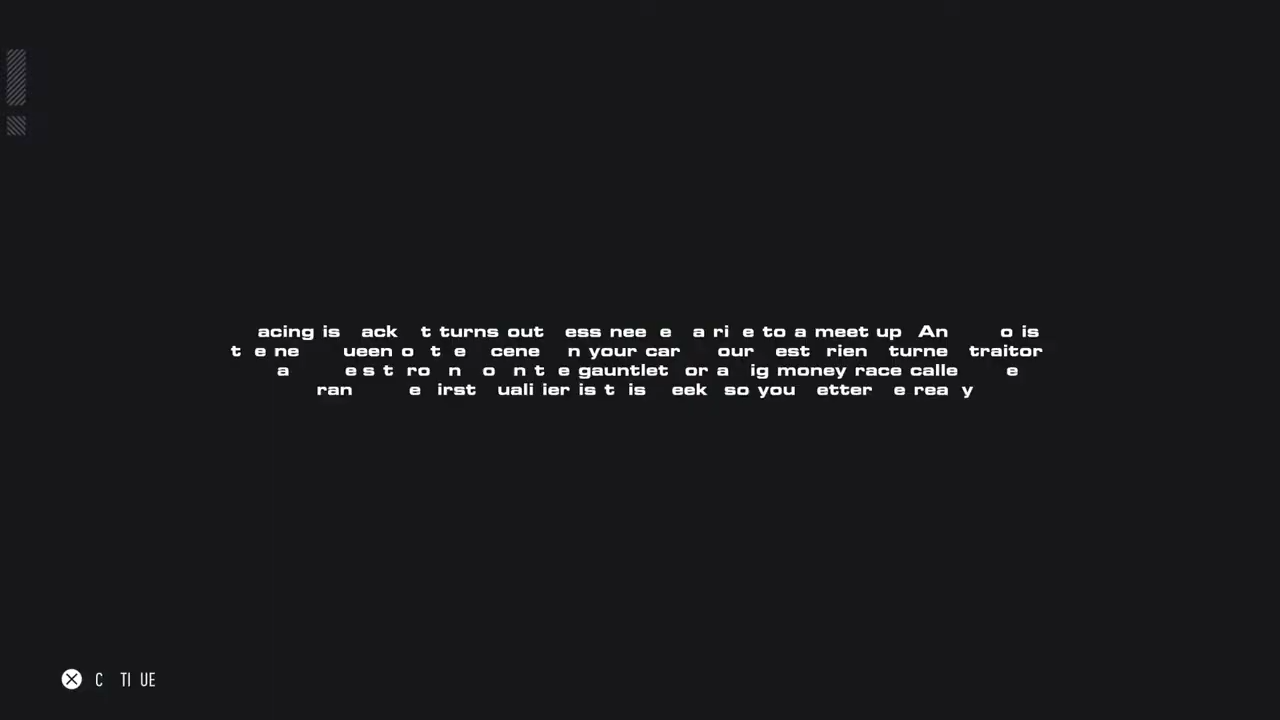 acing is ack t turns out ess nee e a ri e to a meet up An o is
t e ne ueen o t e cene n your car our est rien turne traitor
a e s t ro n o n t e gauntlet or a ig money race calle e
ran e irst uali ier is t is eek so you etter e rea y
C TI UE